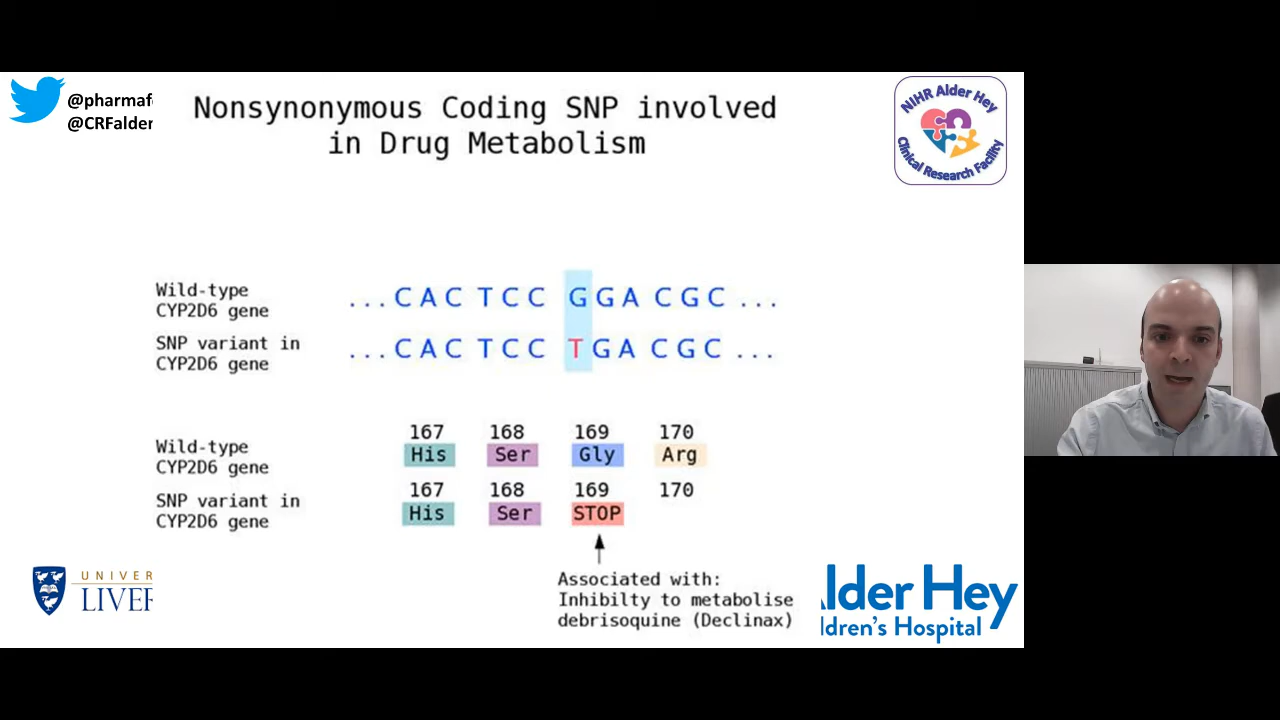 @pharmaf
@CRFalder
Nonsynonymous Coding SNP involved
in Drug Metabolism
NIHR Alder Hey
Clinical Research Facility
Wild-type
CYP2D6 gene
...CAC TCC GGA CGC...
SNP variant in
CYP2D6 gene
...CAC TCC TGA CGC...
Wild-type
CYP2D6 gene
167 168 169 170
His Ser Gly Arg
SNP variant in
CYP2D6 gene
167 168 169 170
His Ser STOP
Associated with:
Inhibilty to metabolise
debrisoquine (Declinax)
UNIVER
LIVER
Alder Hey
ldren's Hospital